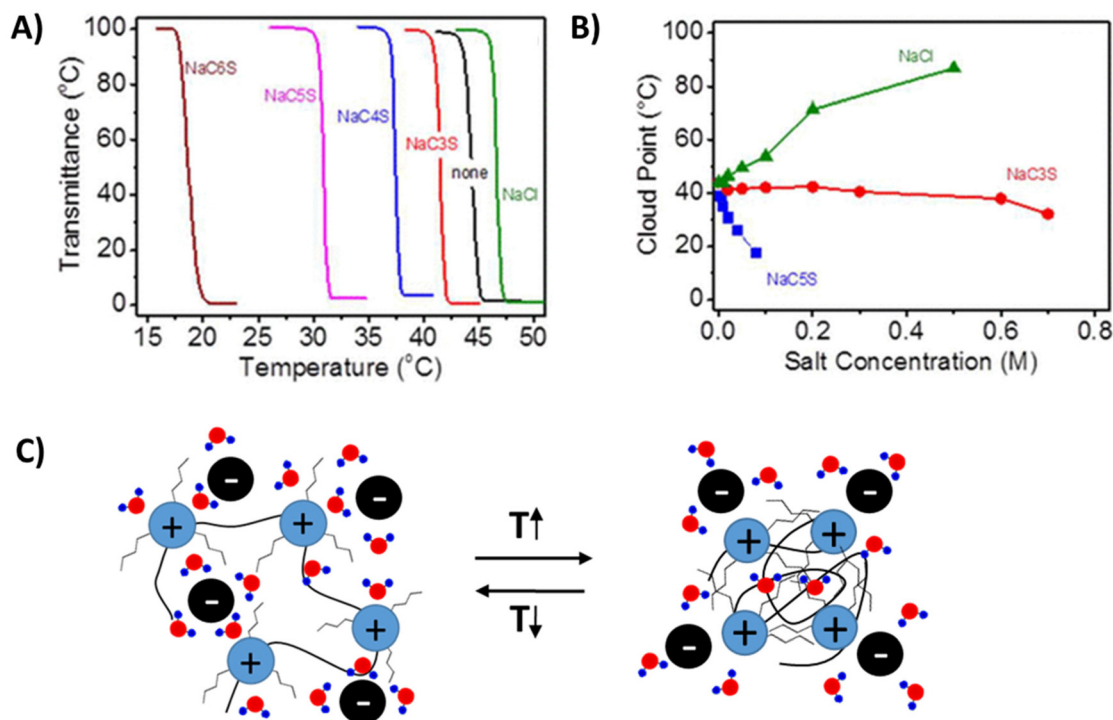 A)
Transmittance (°C)
100
80
60
40
20
0
NaC6S
NaC5S
NaC4S
NaC3S
none
NaCl
15 20 25 30 35 40 45 50
Temperature (°C)
B)
Cloud Point (°C)
100
80
60
40
20
0
NaCl
NaC3S
NaC5S
0.0 0.2 0.4 0.6 0.8
Salt Concentration (M)
C)
- -
+ +
-
+
+
-
T↑
T↓
- -
+ +
+ +
- -